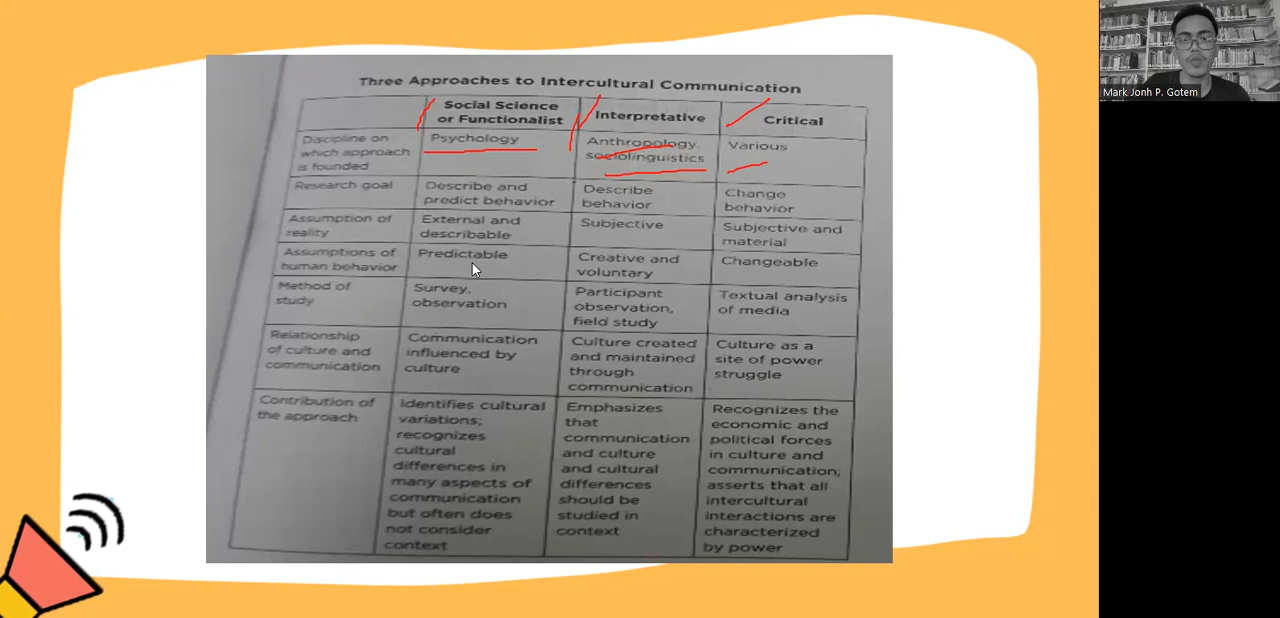 Three Approaches to Intercultural Communication
Social Science
or Functionalist
Interpretative
Critical
Discipline on
which approach
is founded
Psychology
Anthropology,
sociolinguistics
Various
Research goal
Describe and
predict behavior
Describe
behavior
Change
behavior
Assumption of
reality
External and
describable
Subjective
Subjective and
material
Assumptions of
human behavior
Predictable
Creative and
voluntary
Changeable
Method of
study
Survey,
observation
Participant
observation,
field study
Textual analysis
of media
Relationship
of culture and
communication
Communication
influenced by
culture
Culture created
and maintained
through
communication
Culture as a
site of power
struggle
Contribution of
the approach
Identifies cultural
variations;
recognizes
cultural
differences in
many aspects of
communication
but often does
not consider
context
Emphasizes
that
communication
and culture
and cultural
differences
should be
studied in
context
Recognizes the
economic and
political forces
in culture and
communication;
asserts that all
intercultural
interactions are
characterized
by power
Mark Jonh P. Gotem